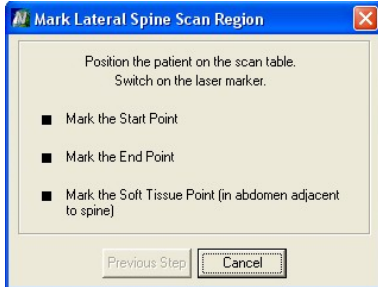 Mark Lateral Spine Scan Region
Position the patient on the scan table.
Switch on the laser marker.
Mark the Start Point
Mark the End Point
Mark the Soft Tissue Point (in abdomen adjacent
to spine)
Previous Step
Cancel